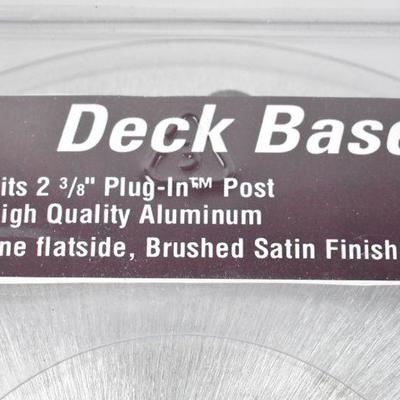 Deck Base
its 2 3/8" Plug-In™ Post
igh Quality Aluminum
ne flatside, Brushed Satin Finish